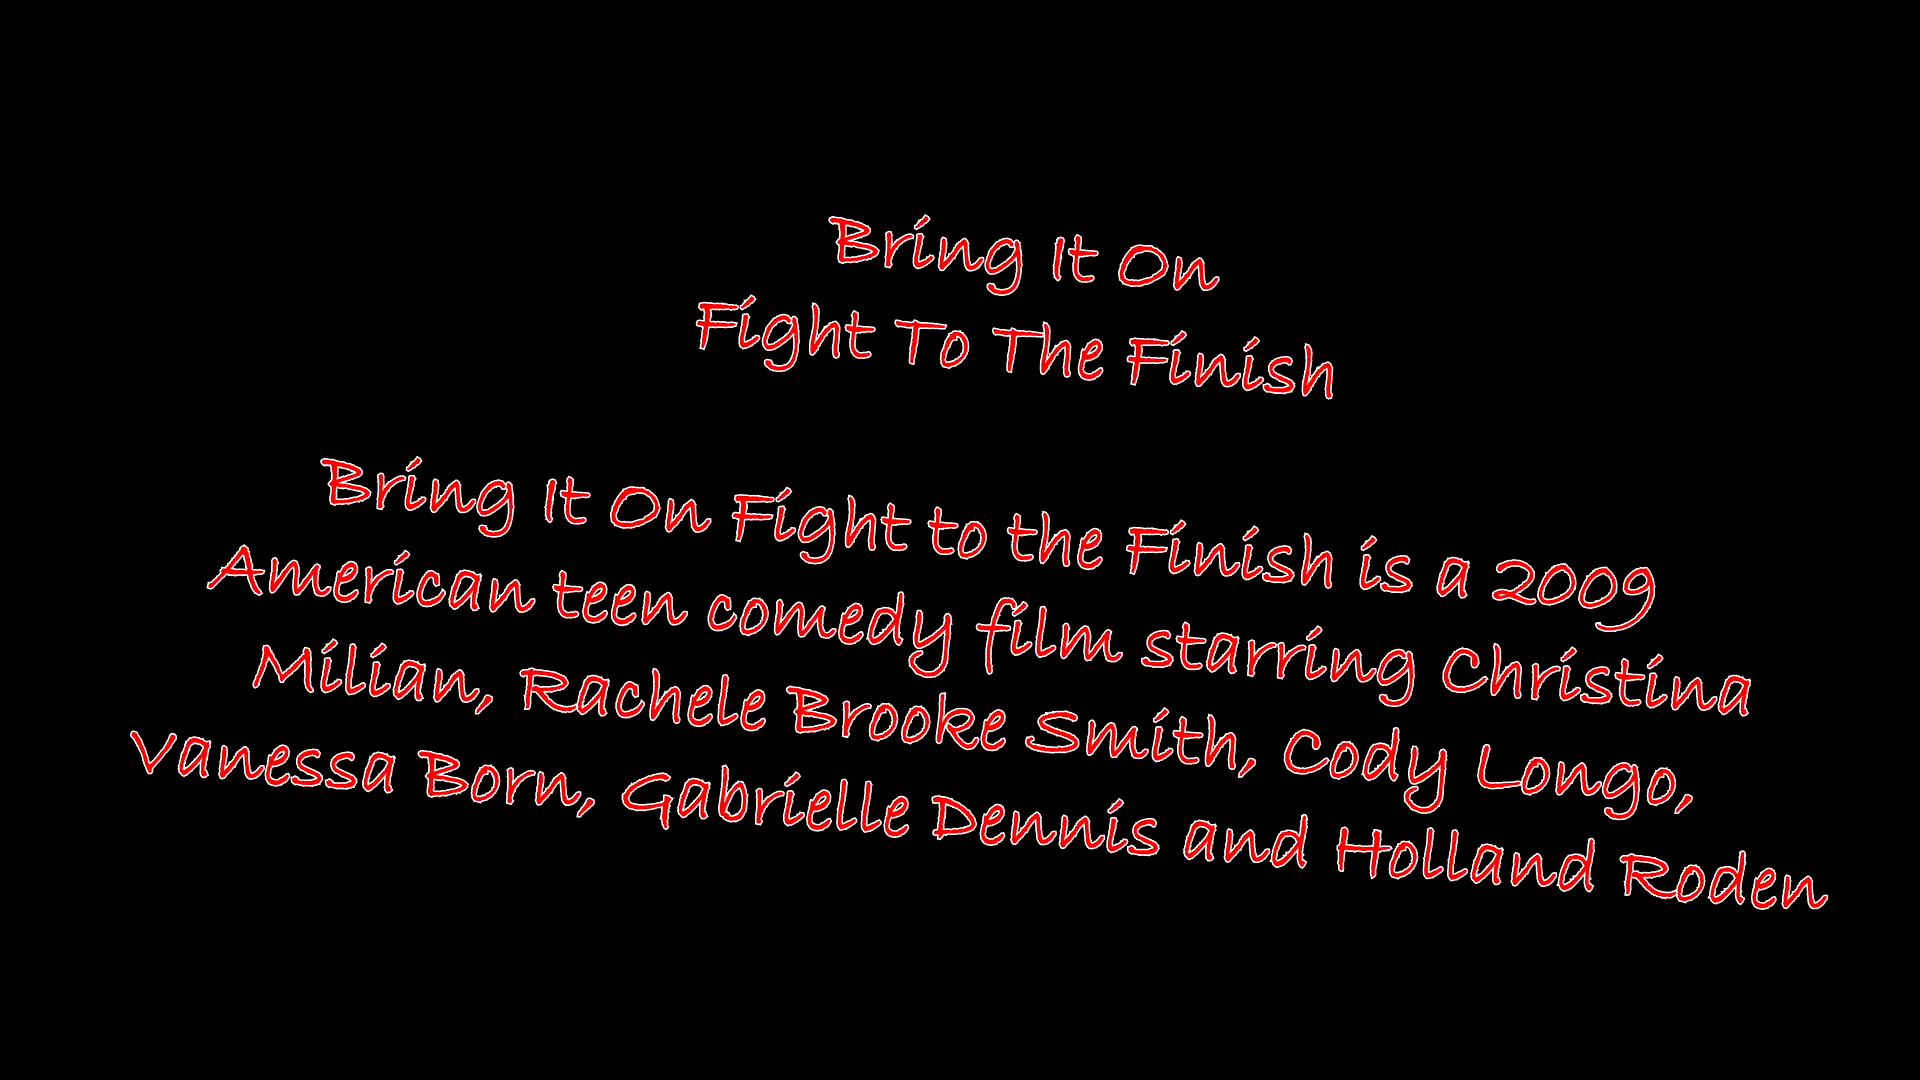 Bring It On
Fight To The Finish
Bring It On Fight to the Finish is a 2009
American teen comedy film starring Christina
Milian, Rachele Brooke Smith, Cody Longo,
Vanessa Born, Gabrielle Dennis and Holland Roden